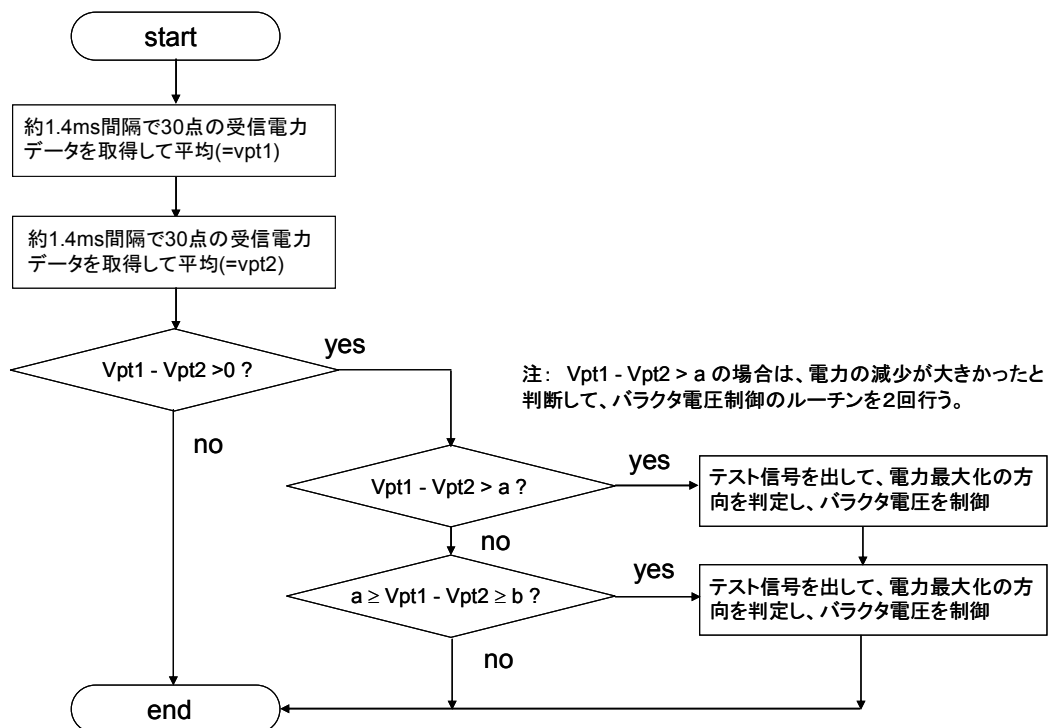 start
約1.4ms間隔で30点の受信電力
データを取得して平均(=vpt1)
約1.4ms間隔で30点の受信電力
データを取得して平均(=vpt2)
Vpt1 - Vpt2 >0 ?
yes
no
注: Vpt1 - Vpt2 > a の場合は、電力の減少が大きかったと
判断して、バラクタ電圧制御のルーチンを2回行う。
Vpt1 - Vpt2 > a ?
yes
テスト信号を出して、電力最大化の方
向を判定し、バラクタ電圧を制御
no
a ≥ Vpt1 - Vpt2 ≥ b ?
yes
テスト信号を出して、電力最大化の方
向を判定し、バラクタ電圧を制御
no
end